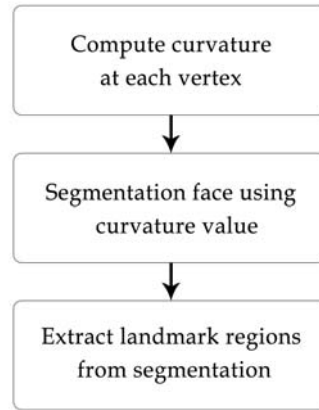 Compute curvature
at each vertex
Segmentation face using
curvature value
Extract landmark regions
from segmentation